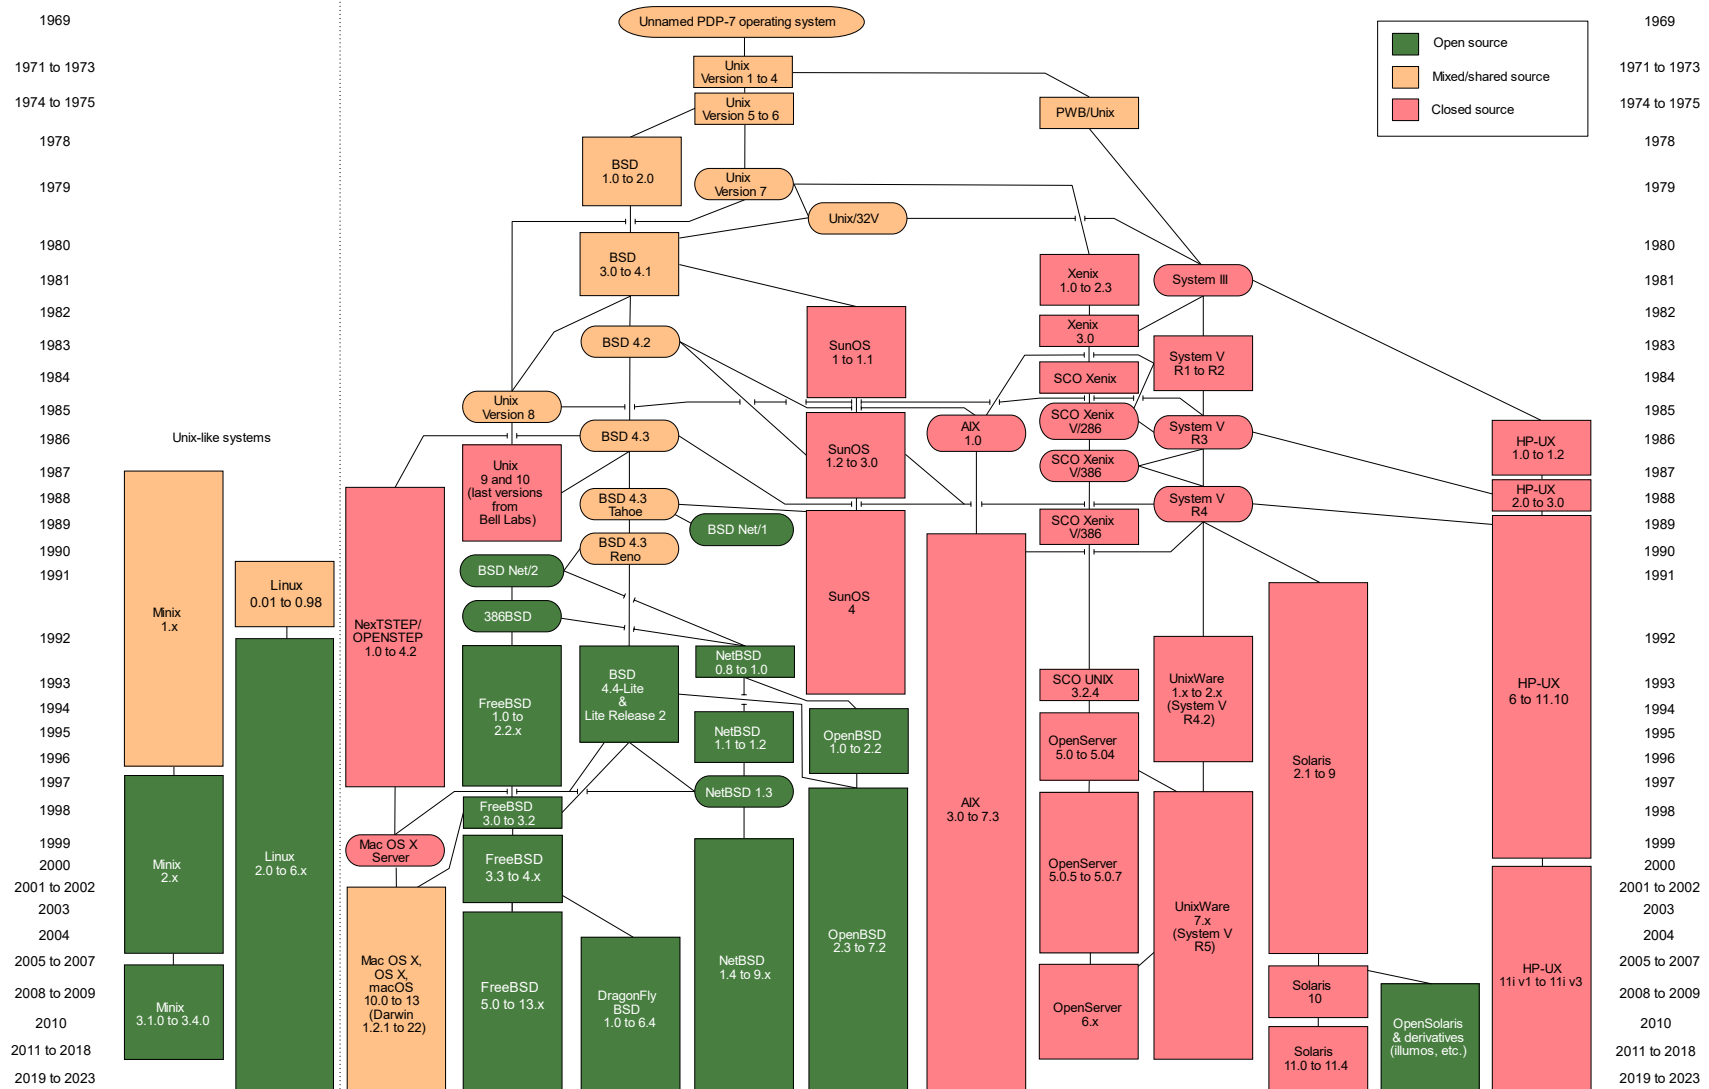 1969
1971 to 1973
1974 to 1975
1978
1979
1980
1981
1982
1983
1984
1985
1986
1987
1988
1989
1990
1991
1992
1993
1994
1995
1996
1997
1998
1999
2000
2001 to 2002
2003
2004
2005 to 2007
2008 to 2009
2010
2011 to 2018
2019 to 2023
Unix-like systems
Minix
1.x
Minix
2.x
Minix
3.1.0 to 3.4.0
Linux
0.01 to 0.98
Linux
2.0 to 6.x
Unnamed PDP-7 operating system
Unix
Version 1 to 4
Unix
Version 5 to 6
PWB/Unix
BSD
1.0 to 2.0
Unix
Version 7
Unix/32V
BSD
3.0 to 4.1
Xenix
1.0 to 2.3
System III
Xenix
3.0
SunOS
1 to 1.1
BSD 4.2
System V
R1 to R2
SCO Xenix
Unix
Version 8
SCO Xenix
V/286
AIX
1.0
System V
R3
BSD 4.3
SunOS
1.2 to 3.0
HP-UX
1.0 to 1.2
Unix
9 and 10
(last versions
from
Bell Labs)
SCO Xenix
V/386
HP-UX
2.0 to 3.0
BSD 4.3
Tahoe
System V
R4
BSD Net/1
SCO Xenix
V/386
BSD 4.3
Reno
BSD Net/2
SunOS
4
386BSD
NexTSTEP/
OPENSTEP
1.0 to 4.2
NetBSD
0.8 to 1.0
BSD
4.4-Lite
&
Lite Release 2
SCO UNIX
3.2.4
UnixWare
1.x to 2.x
(System V
R4.2)
HP-UX
6 to 11.10
FreeBSD
1.0 to
2.2.x
NetBSD
1.1 to 1.2
OpenBSD
1.0 to 2.2
OpenServer
5.0 to 5.04
Solaris
2.1 to 9
NetBSD 1.3
FreeBSD
3.0 to 3.2
AIX
3.0 to 7.3
Mac OS X
Server
FreeBSD
3.3 to 4.x
OpenServer
5.0.5 to 5.0.7
UnixWare
7.x
(System V
R5)
OpenBSD
2.3 to 7.2
Mac OS X,
OS X,
macOS
10.0 to 13
(Darwin
1.2.1 to 22)
FreeBSD
5.0 to 13.x
DragonFly
BSD
1.0 to 6.4
NetBSD
1.4 to 9.x
OpenServer
6.x
Solaris
10
Solaris
11.0 to 11.4
OpenSolaris
& derivatives
(illumos, etc.)
HP-UX
11i v1 to 11i v3
Open source
Mixed/shared source
Closed source
1969
1971 to 1973
1974 to 1975
1978
1979
1980
1981
1982
1983
1984
1985
1986
1987
1988
1989
1990
1991
1992
1993
1994
1995
1996
1997
1998
1999
2000
2001 to 2002
2003
2004
2005 to 2007
2008 to 2009
2010
2011 to 2018
2019 to 2023